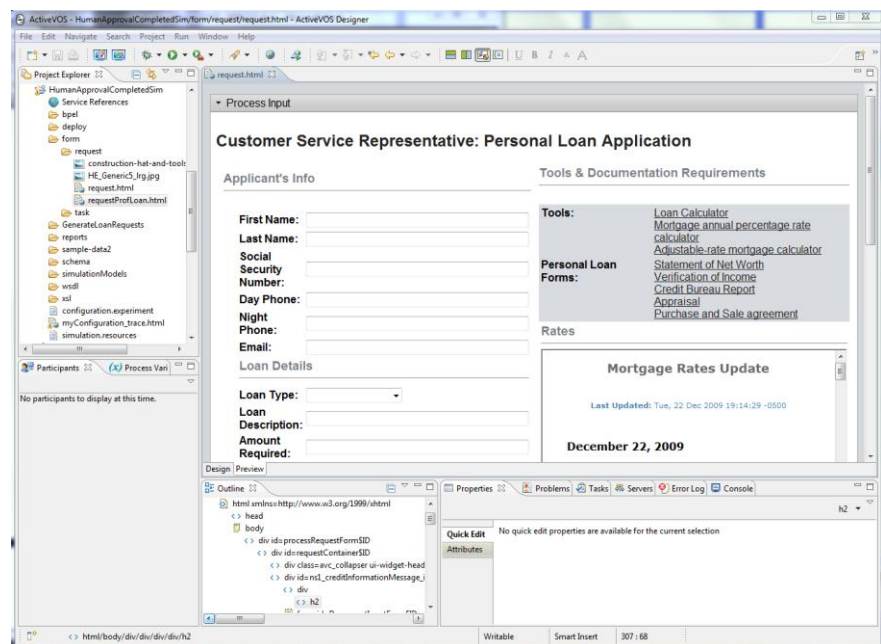 ActiveVOS - HumanApprovalCompletedSim/form/request/request.html - ActiveVOS Designer
File Edit Navigate Search Project Run Window Help
Project Explorer
HumanApprovalCompletedSim
Service References
bpel
deploy
form
request
construction-hat-and-tools
HE_Generic5_lrg.jpg
request.html
requestProfLoan.html
task
GenerateLoanRequests
reports
sample-data2
schema
simulationModels
wsdl
xsl
configuration.experiment
myConfiguration_trace.html
simulation.resources
Participants (x) Process Vari
No participants to display at this time.
request.html
Process Input
Customer Service Representative: Personal Loan Application
Applicant's Info
First Name:
Last Name:
Social
Security
Number:
Day Phone:
Night
Phone:
Email:
Loan Details
Loan Type:
Loan
Description:
Amount
Required:
Tools & Documentation Requirements
Tools: Loan Calculator
Mortgage annual percentage rate
calculator
Adjustable-rate mortgage calculator
Personal Loan Statement of Net Worth
Forms: Verification of Income
Credit Bureau Report
Appraisal
Purchase and Sale agreement
Rates
Mortgage Rates Update
Last Updated: Tue, 22 Dec 2009 19:14:29 -0500
December 22, 2009
Design Preview
Outline
html xmlns=http://www.w3.org/1999/xhtml
head
body
div id=processRequestForm$ID
div id=requestContainer$ID
div class=avc_collapser ui-widget-head
div id=ns1_creditInformationMessage_i
div
h2
Properties Problems Tasks Servers Error Log Console
h2
Quick Edit No quick edit properties are available for the current selection
Attributes
html/body/div/div/div/div/h2 Writable Smart Insert 307 : 68